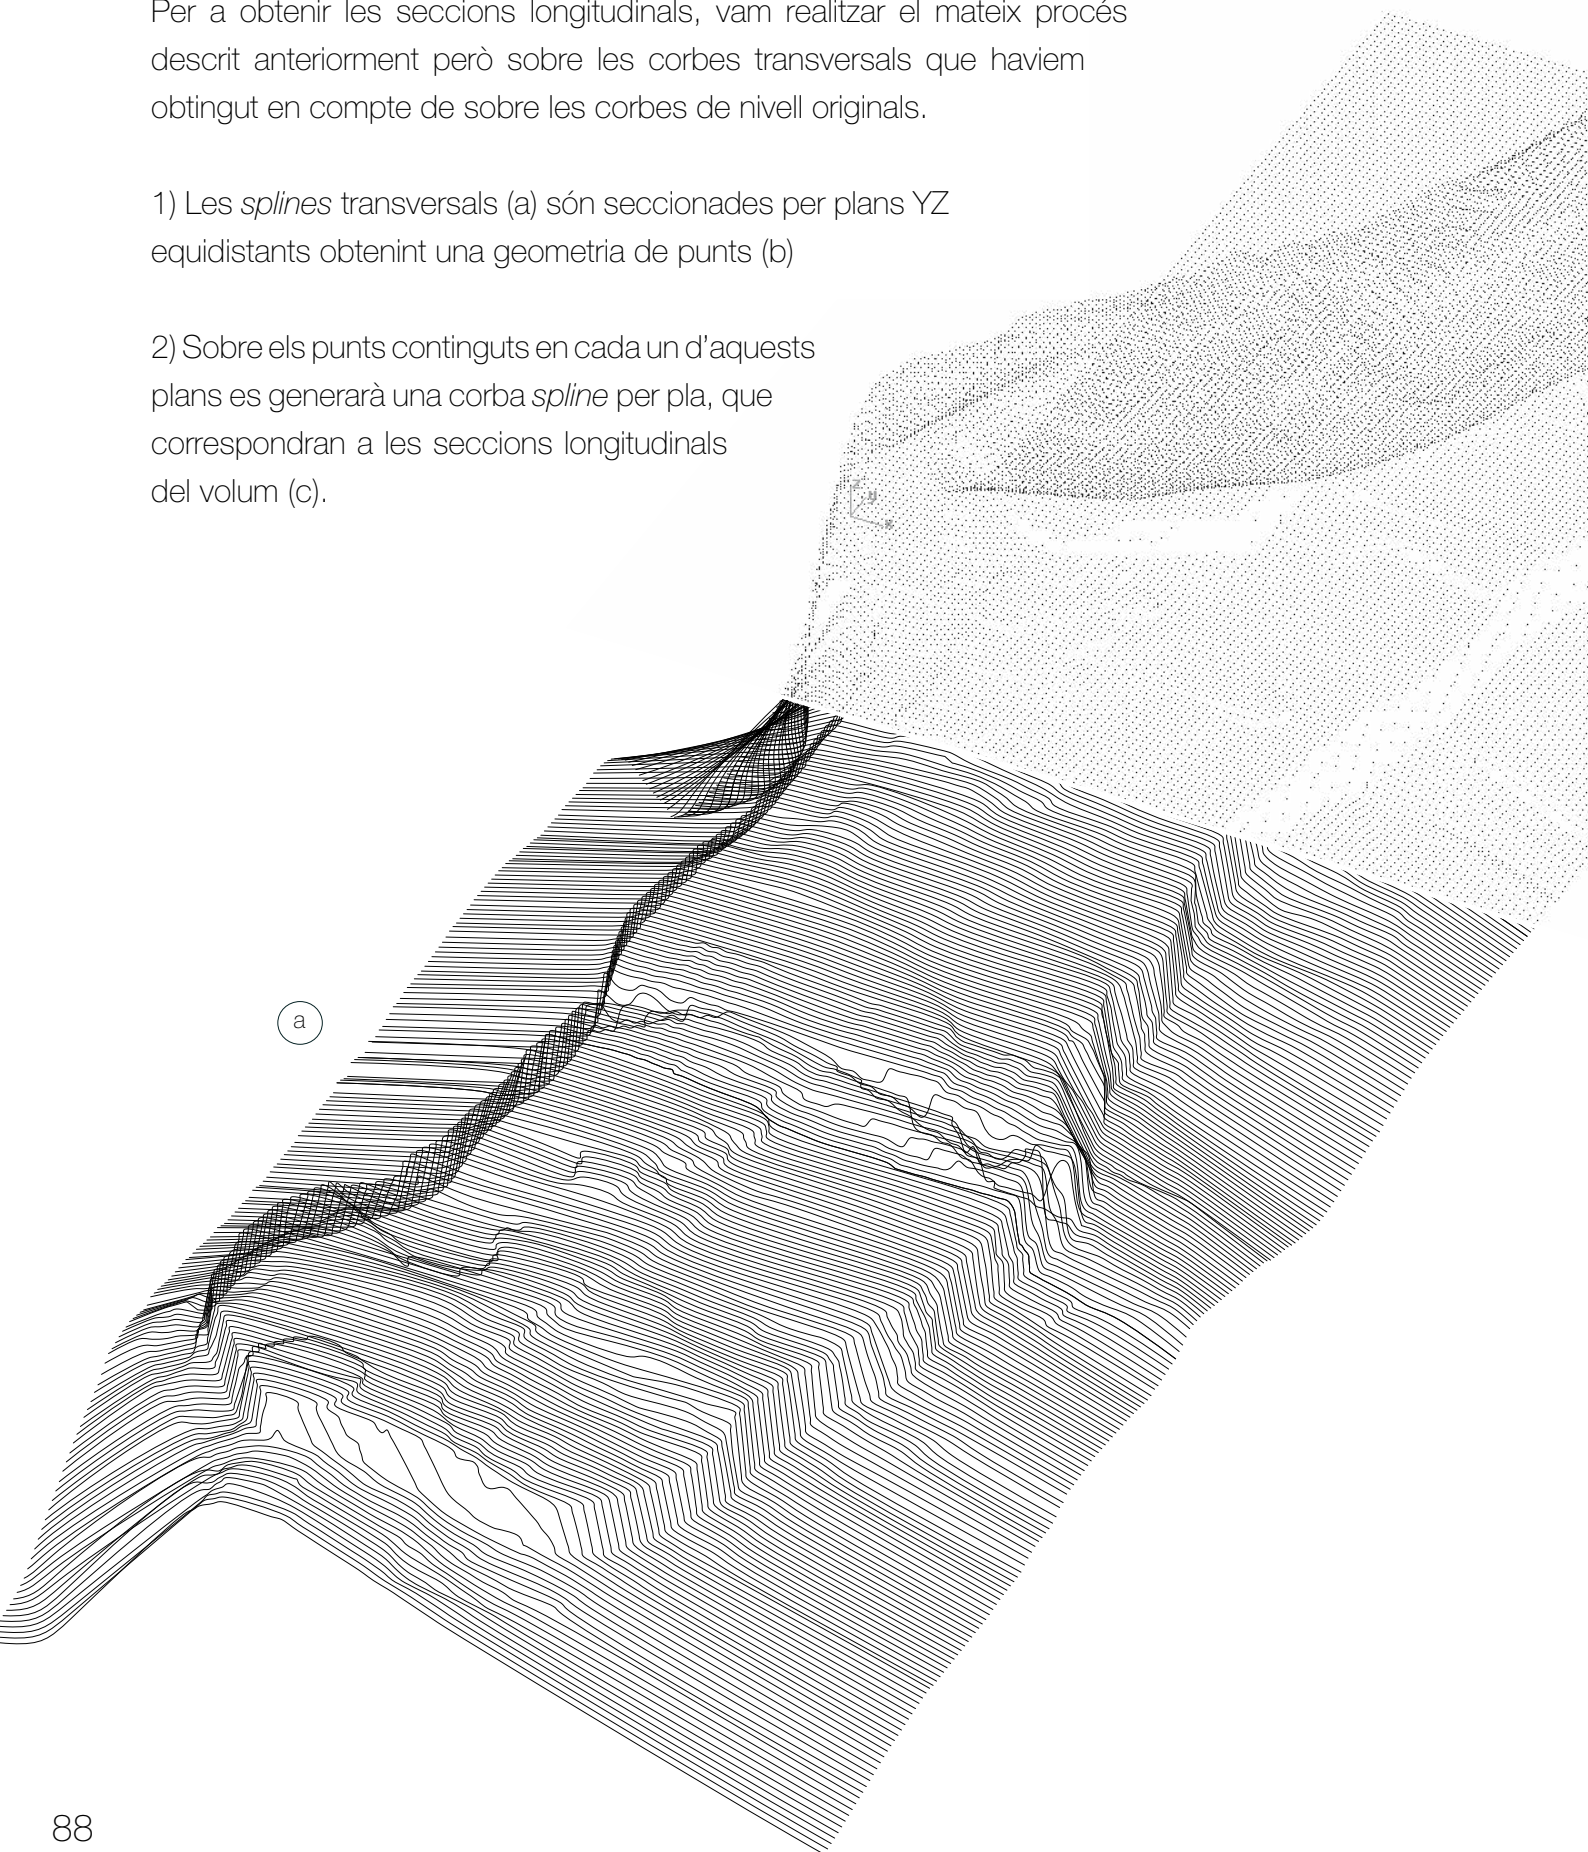 Per a obtenir les seccions longitudinals, vam realitzar el mateix procés
descrit anteriorment però sobre les corbes transversals que haviem
obtingut en compte de sobre les corbes de nivell originals.
1) Les splines transversals (a) són seccionades per plans YZ
equidistants obtenint una geometria de punts (b)
2) Sobre els punts continguts en cada un d'aquests
plans es generarà una corba spline per pla, que
correspondran a les seccions longitudinals
del volum (c).
z
y
x
a
88